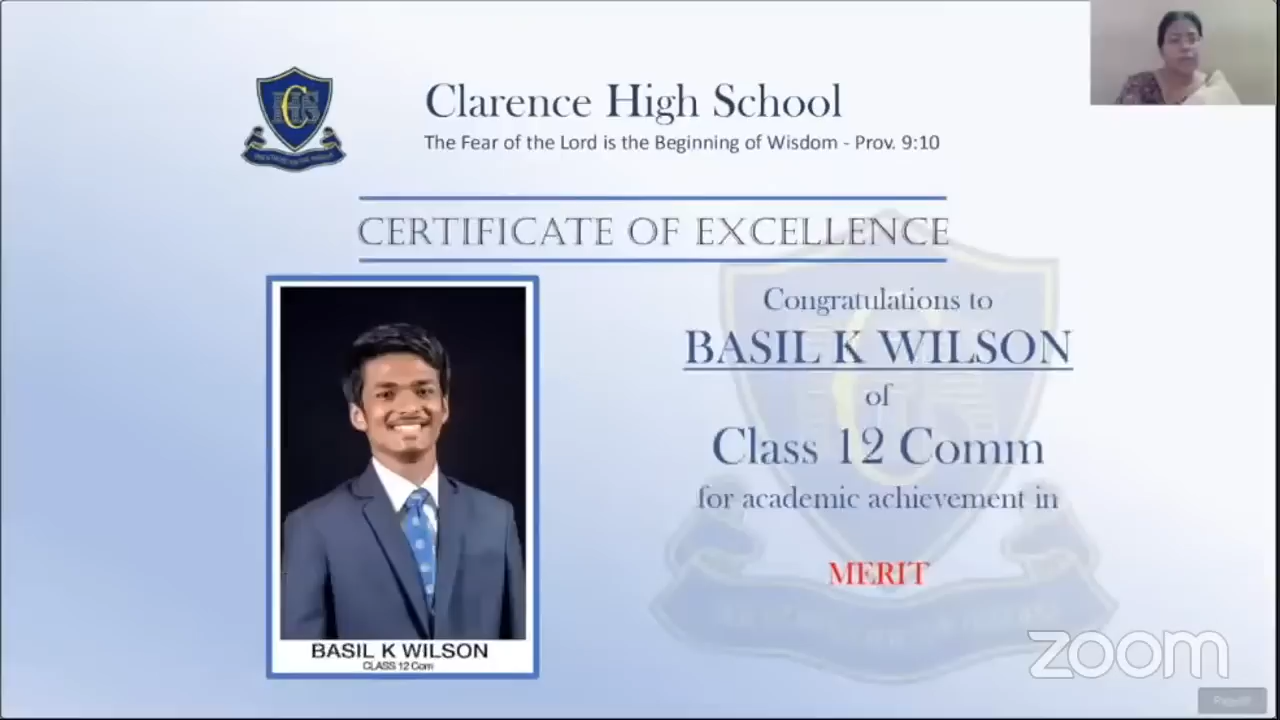 Clarence High School
The Fear of the Lord is the Beginning of Wisdom - Prov. 9:10
CERTIFICATE OF EXCELLENCE
Congratulations to
BASIL K WILSON
of
Class 12 Comm
for academic achievement in
MERIT
BASIL K WILSON
CLASS 12 Com
zoom